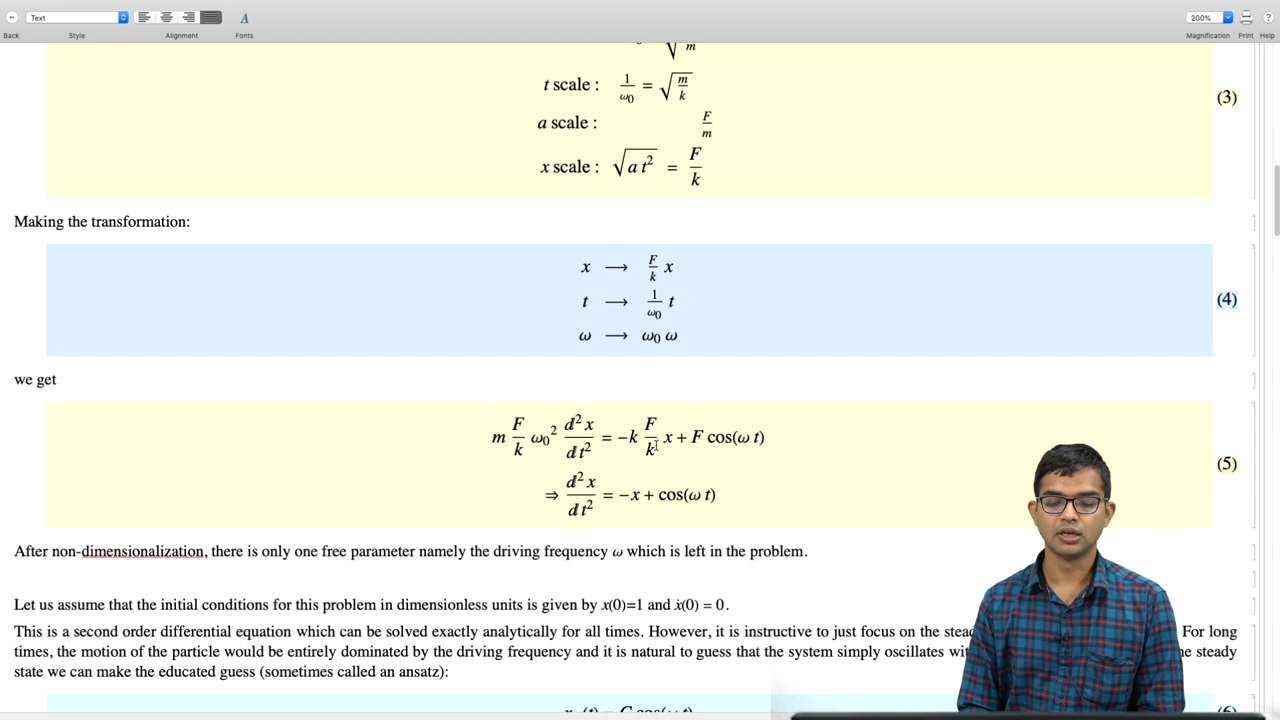 Text 200%
Back Style Alignment Fonts Magnification Print Help
m
t scale : 1/ω0 = √(m/k)
(3)
a scale : F/m
x scale : √(a t²) = F/k
Making the transformation:
x ⟶ F/k x
t ⟶ 1/ω0 t
(4)
ω ⟶ ω0 ω
we get
m F/k ω0² d²x/dt² = −k F/k x + F cos(ω t)
(5)
⇒ d²x/dt² = −x + cos(ω t)
After non-dimensionalization, there is only one free parameter namely the driving frequency ω which is left in the problem.
Let us assume that the initial conditions for this problem in dimensionless units is given by x(0)=1 and ẋ(0) = 0.
This is a second order differential equation which can be solved exactly analytically for all times. However, it is instructive to just focus on the For long
times, the motion of the particle would be entirely dominated by the driving frequency and it is natural to guess that the system simply oscillates steady
state we can make the educated guess (sometimes called an ansatz):